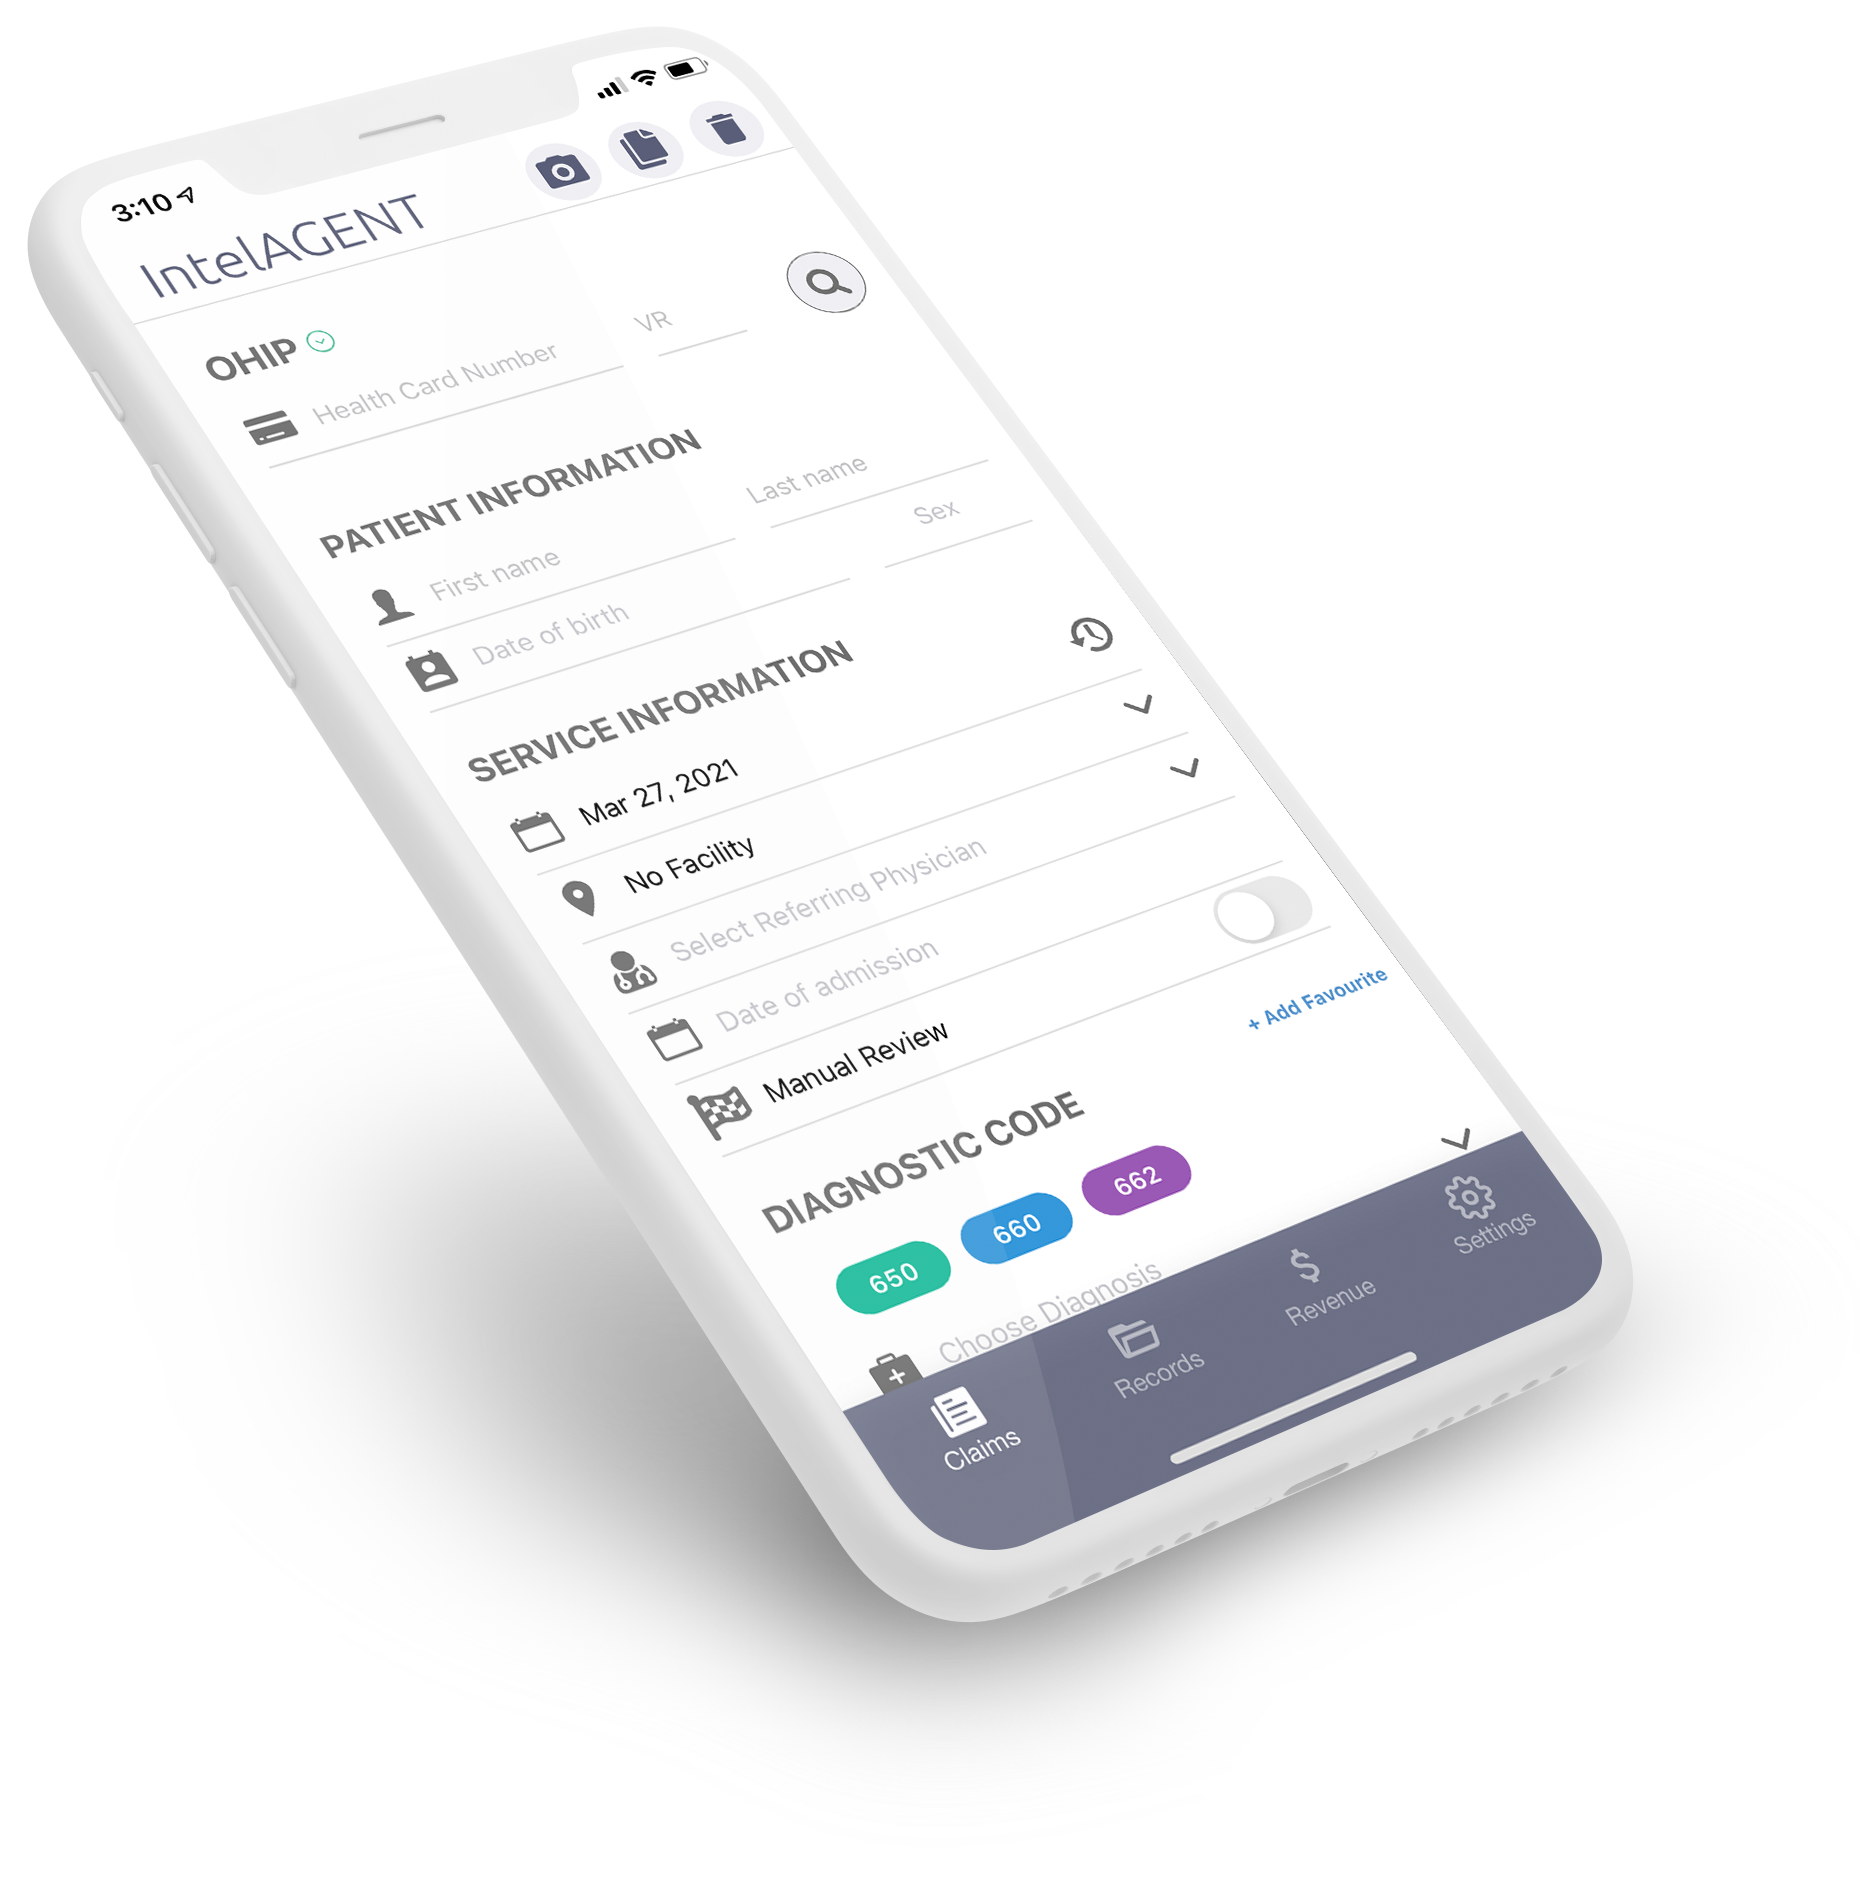 3:10
IntelAGENT
OHIP
Health Card Number VR
PATIENT INFORMATION
First name Last name
Date of birth Sex
SERVICE INFORMATION
Mar 27, 2021
No Facility
Select Referring Physician
Date of admission
Manual Review
+ Add Favourite
DIAGNOSTIC CODE
650 660 662
Choose Diagnosis
Claims Records Revenue Settings